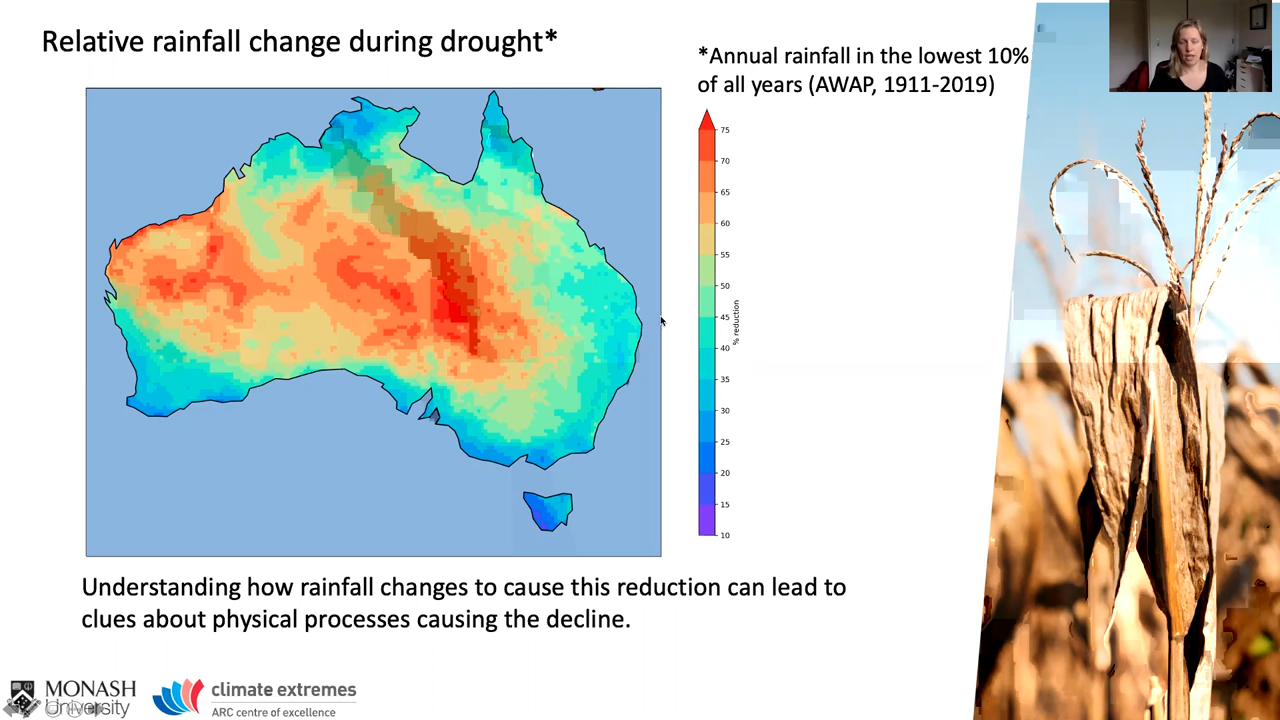 Relative rainfall change during drought*
*Annual rainfall in the lowest 10%
of all years (AWAP, 1911-2019)
75
70
65
60
55
50
45
40
35
30
25
20
15
10
% reduction
Understanding how rainfall changes to cause this reduction can lead to
clues about physical processes causing the decline.
MONASH
University
climate extremes
ARC centre of excellence